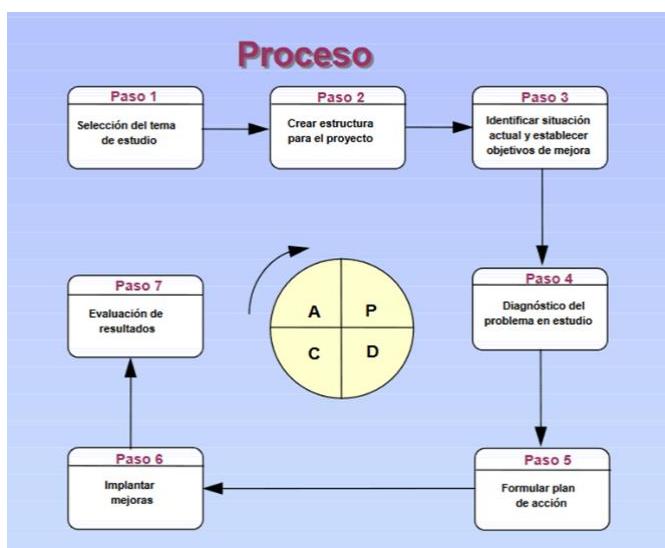 Proceso
Paso 1
Selección del tema
de estudio
Paso 2
Crear estructura
para el proyecto
Paso 3
Identificar situación
actual y establecer
objetivos de mejora
Paso 4
Diagnóstico del
problema en estudio
Paso 5
Formular plan
de acción
Paso 6
Implantar
mejoras
Paso 7
Evaluación de
resultados
A P
C D